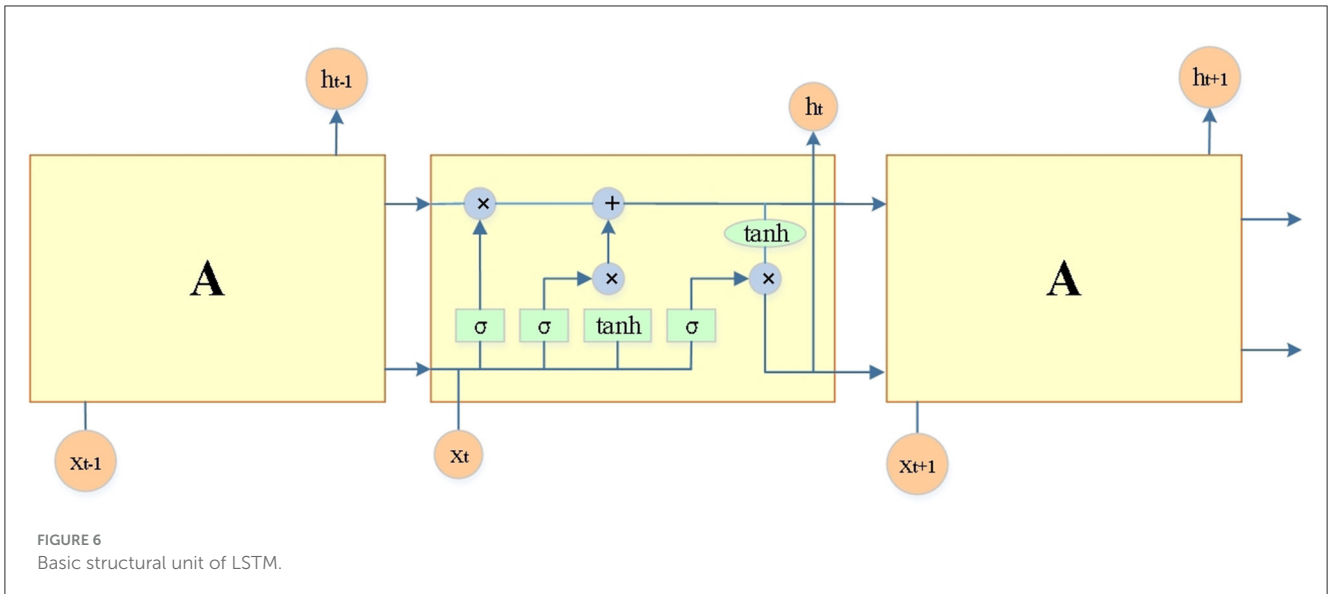 ht-1
ht
ht+1
× +
tanh
A
× ×
A
σ σ tanh σ
Xt-1
Xt
Xt+1
FIGURE 6
Basic structural unit of LSTM.